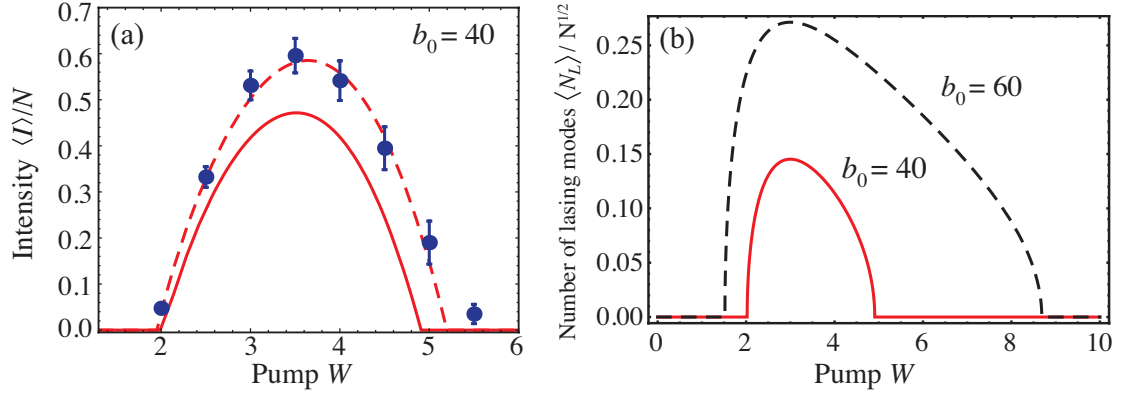 (a)
b₀ = 40
Intensity ⟨I⟩/N
0.7
0.6
0.5
0.4
0.3
0.2
0.1
0.0
2 3 4 5 6
Pump W
(b)
b₀ = 60
b₀ = 40
Number of lasing modes ⟨N_L⟩/ N^{1/2}
0.25
0.20
0.15
0.10
0.05
0.00
0 2 4 6 8 10
Pump W